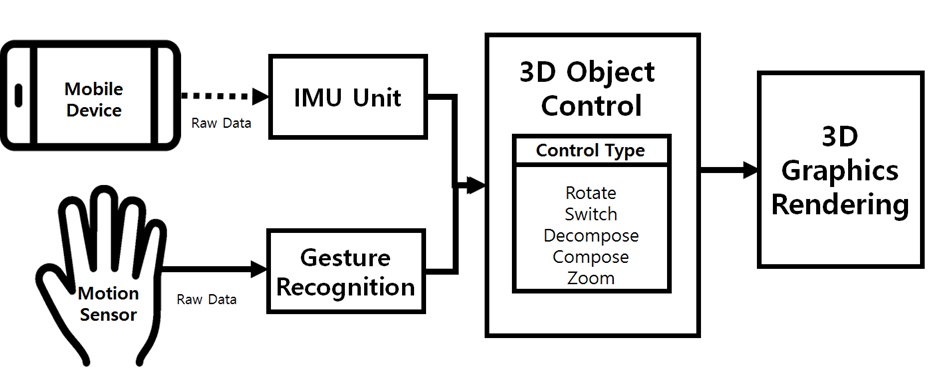 Mobile
Device
Raw Data
IMU Unit
Motion
Sensor
Raw Data
Gesture
Recognition
3D Object
Control
Control Type
Rotate
Switch
Decompose
Compose
Zoom
3D
Graphics
Rendering